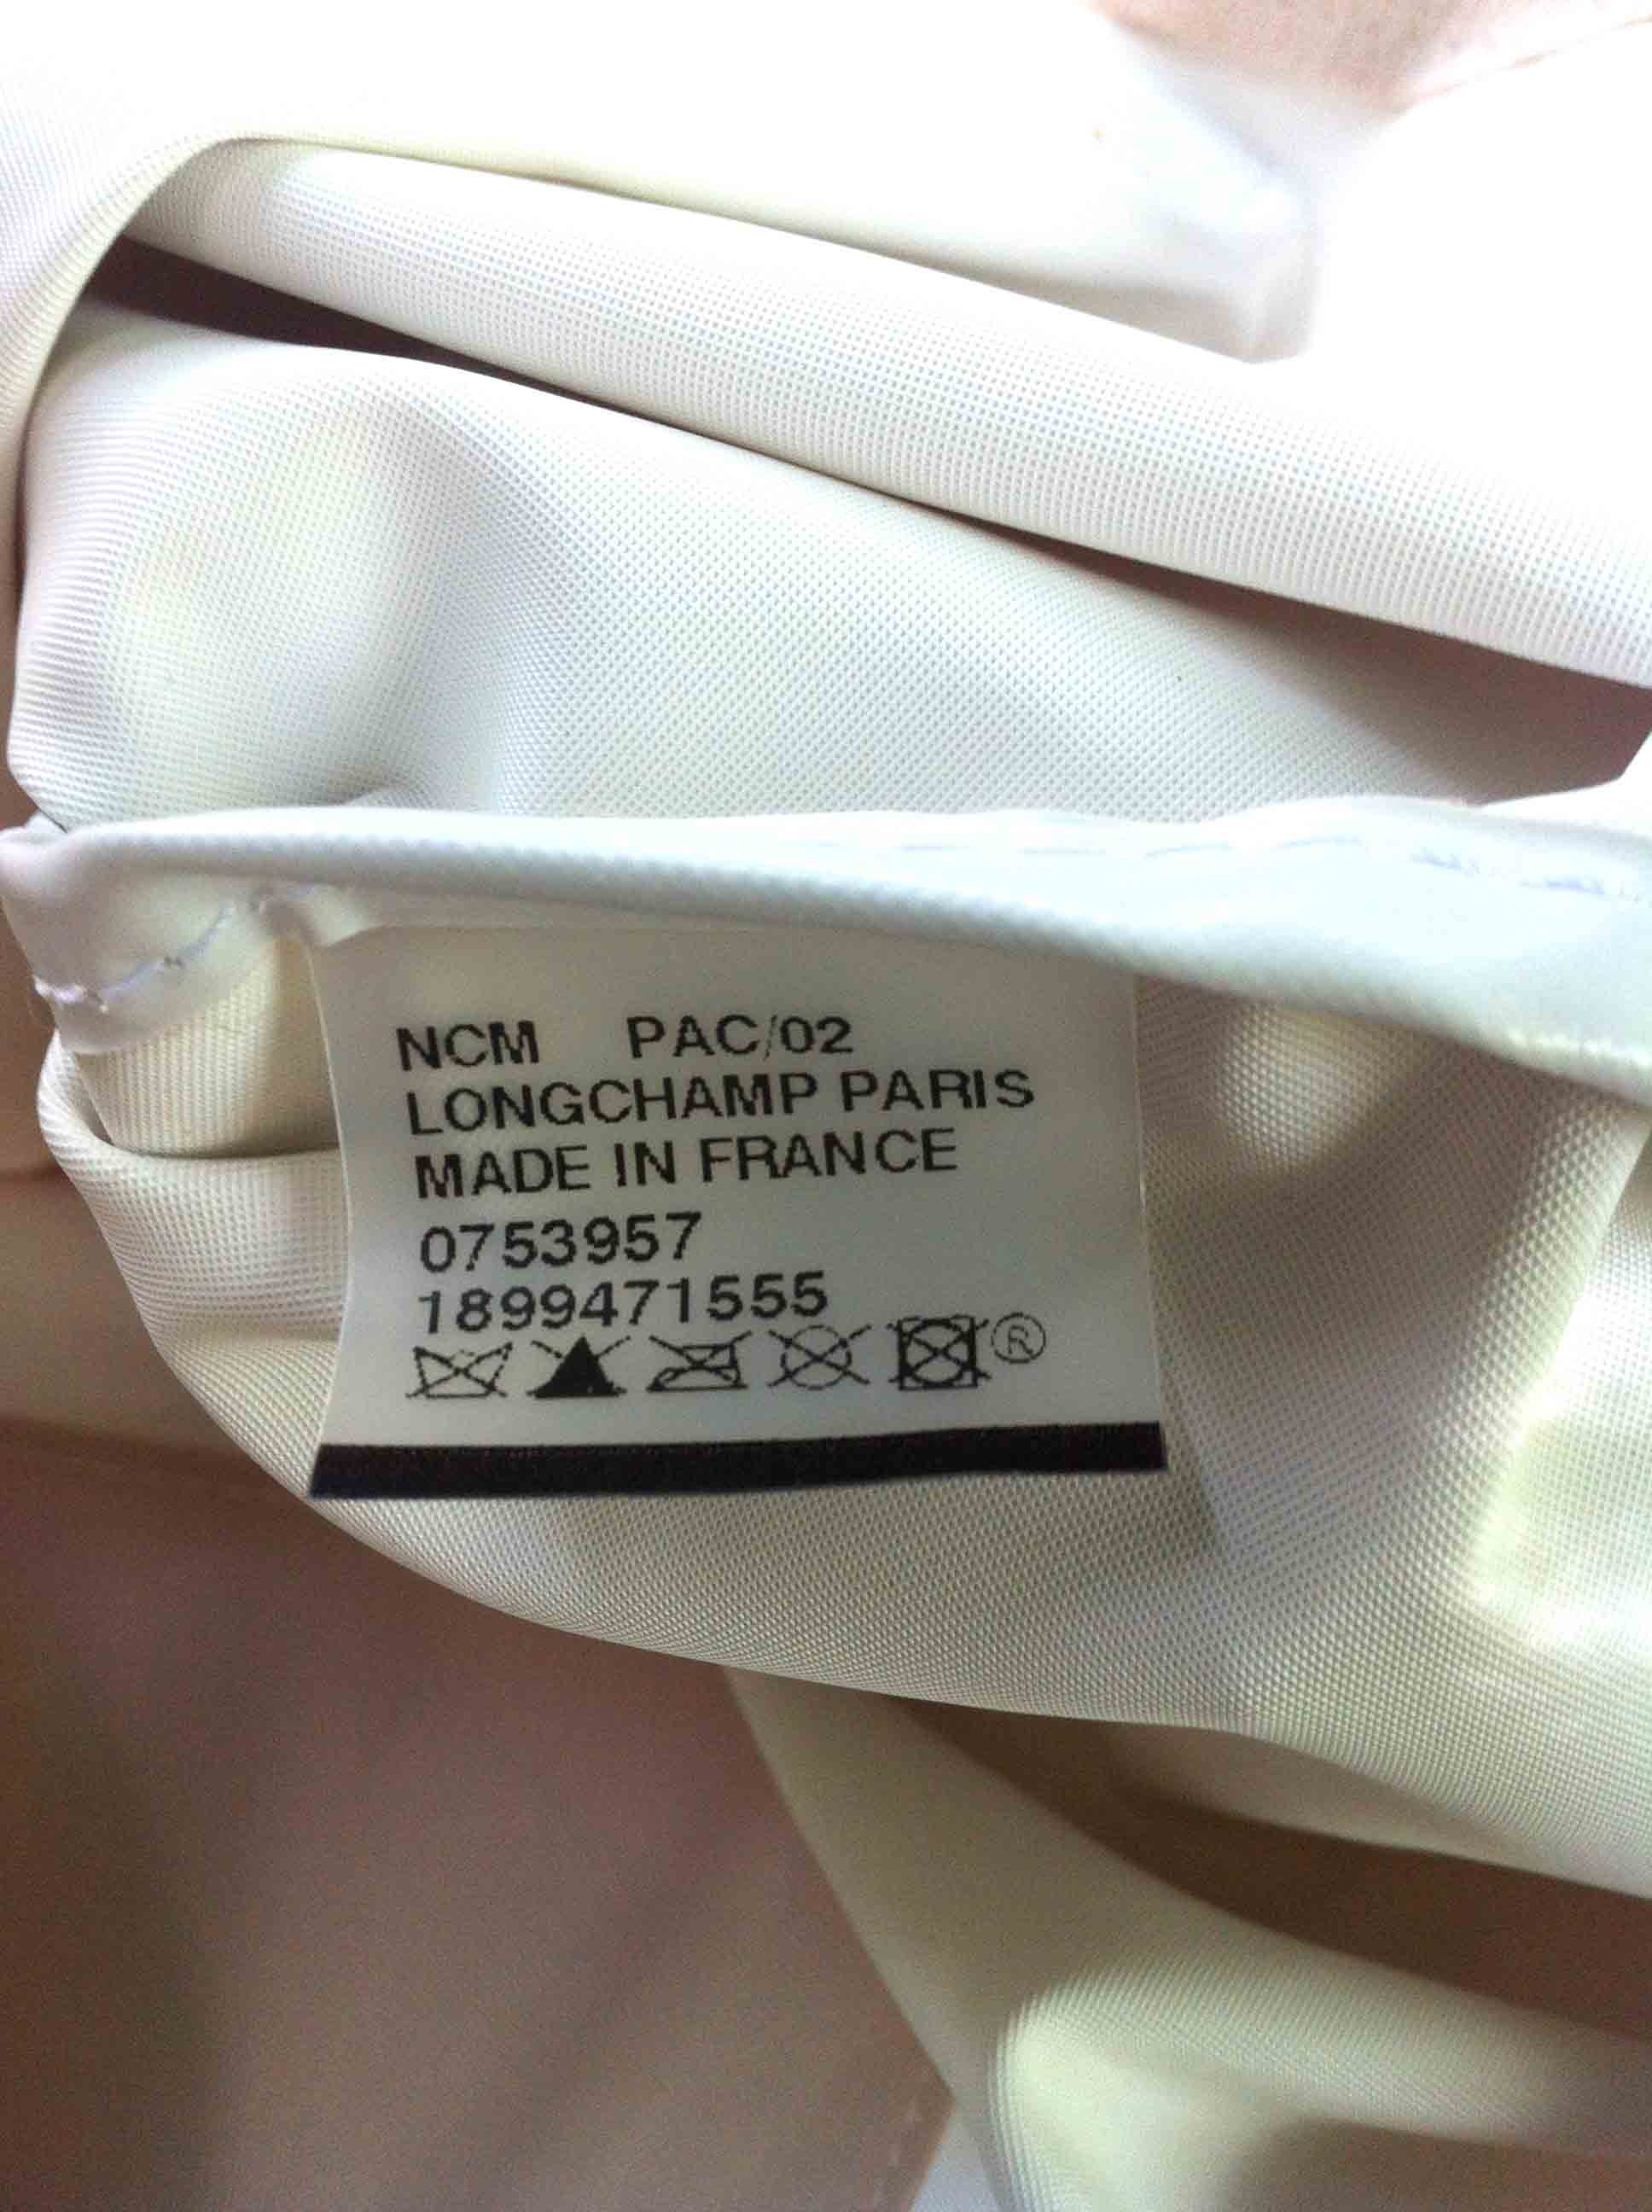 NCM PAC/02
LONGCHAMP PARIS
MADE IN FRANCE
0753957
1899471555
®